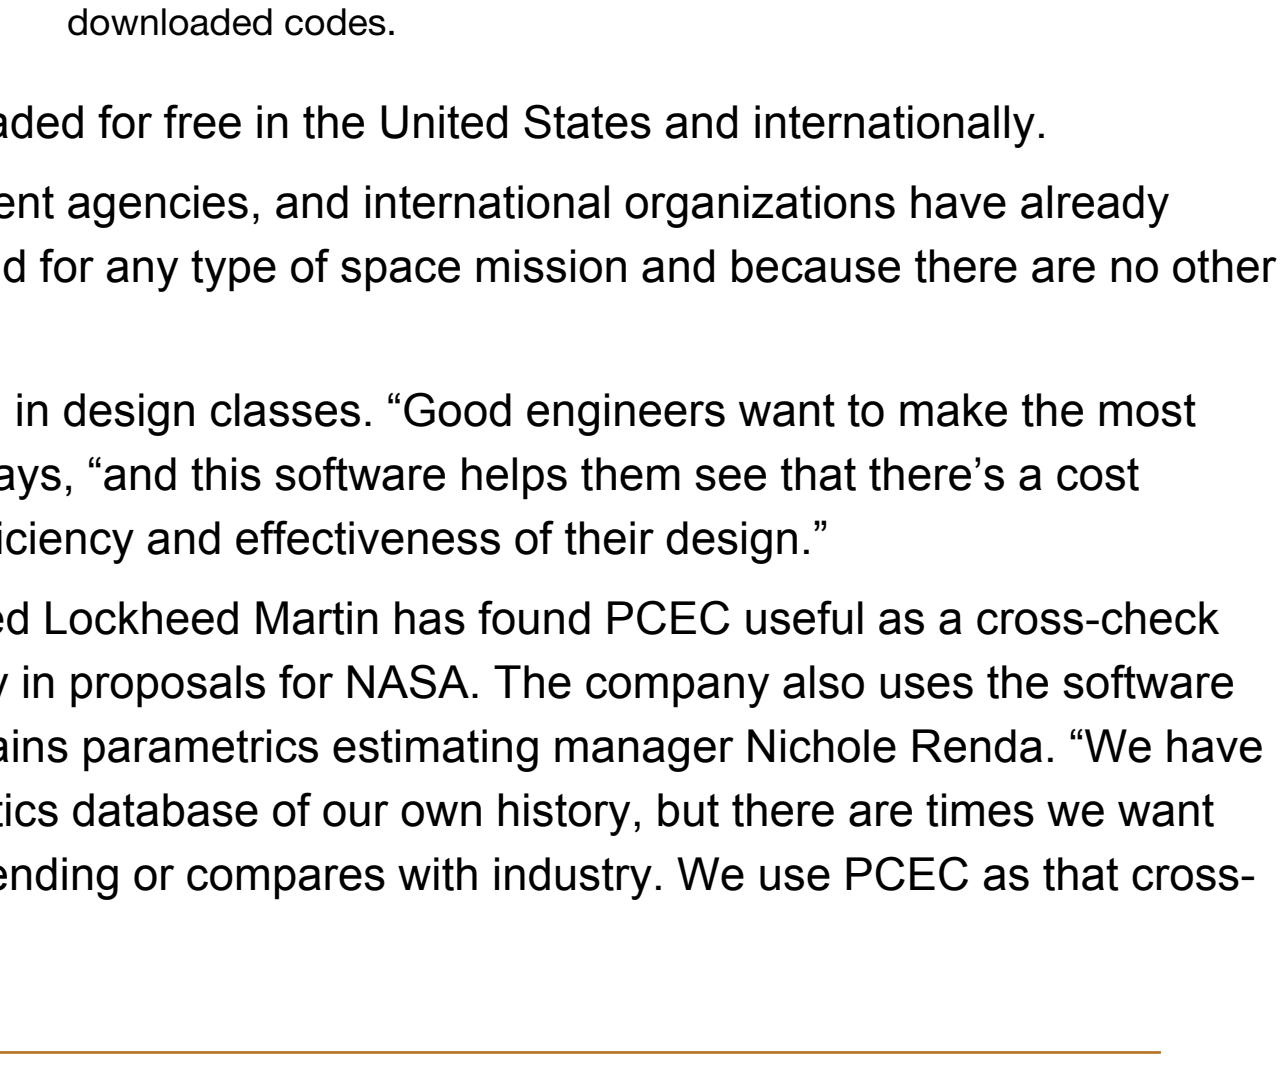 downloaded codes.
aded for free in the United States and internationally.
ent agencies, and international organizations have already
d for any type of space mission and because there are no other
in design classes. “Good engineers want to make the most
ays, “and this software helps them see that there’s a cost
iciency and effectiveness of their design.”
ed Lockheed Martin has found PCEC useful as a cross-check
y in proposals for NASA. The company also uses the software
ains parametrics estimating manager Nichole Renda. “We have
tics database of our own history, but there are times we want
ending or compares with industry. We use PCEC as that cross-